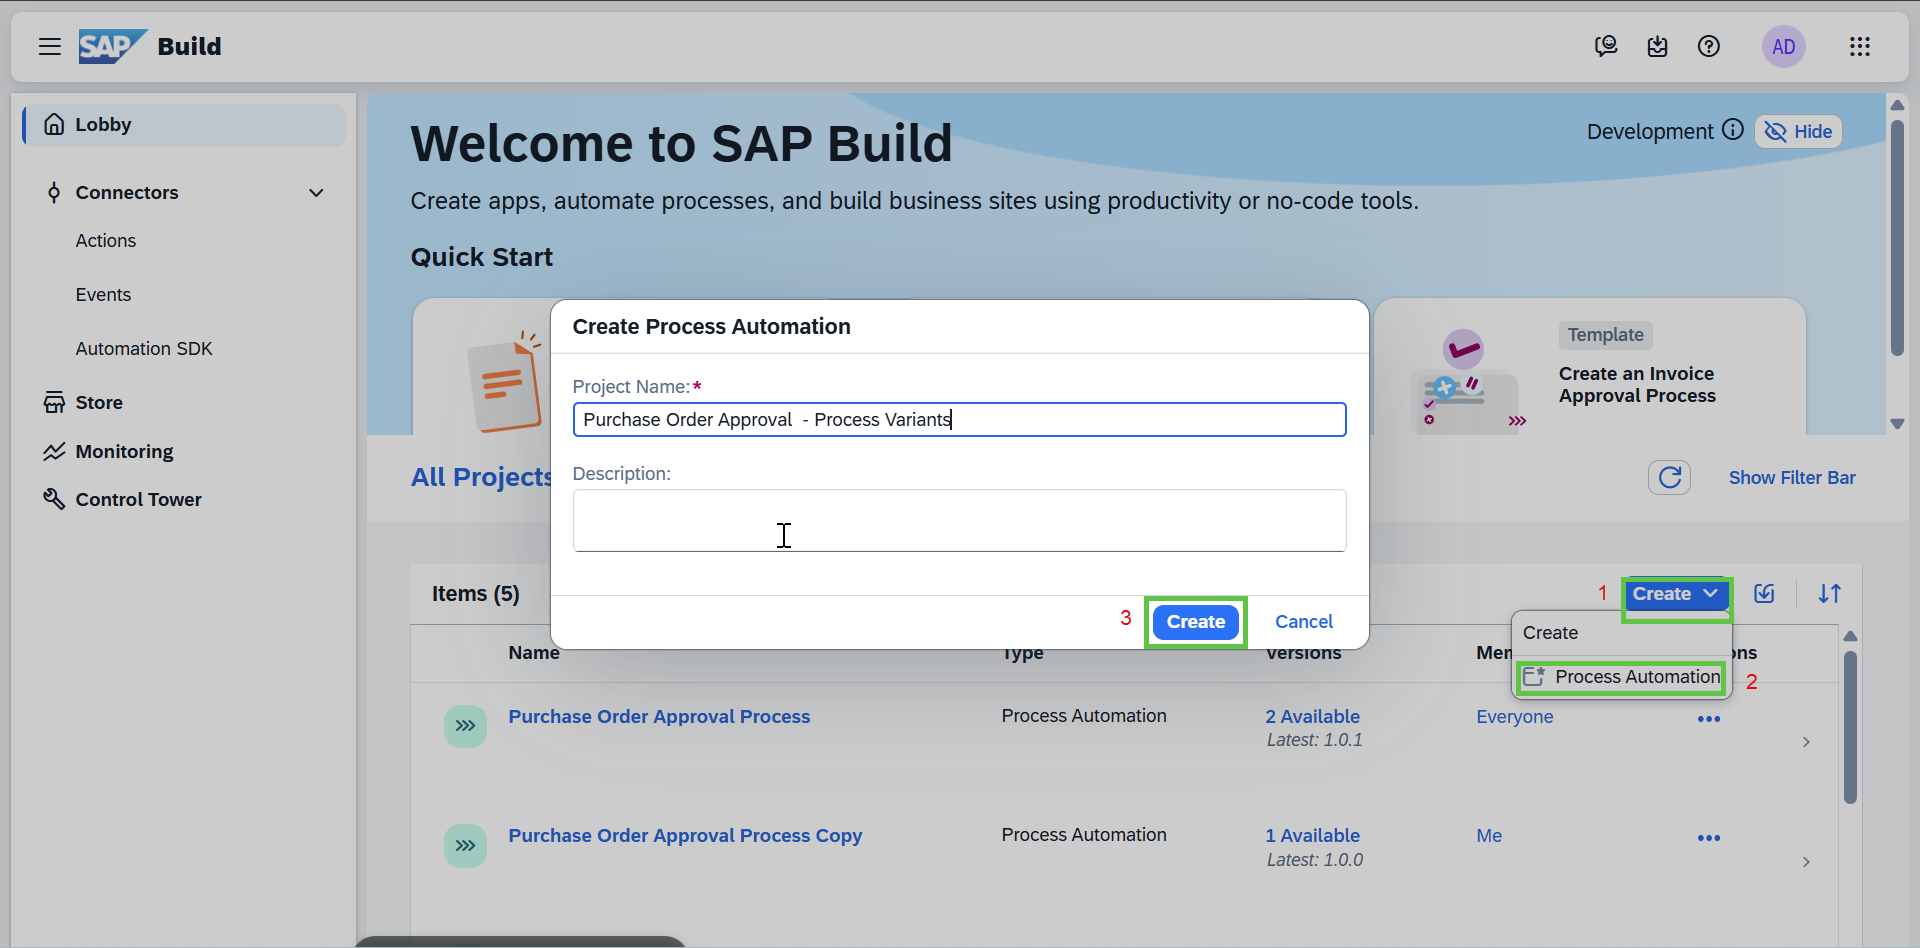 SAP Build
AD
Lobby
Connectors
Actions
Events
Automation SDK
Store
Monitoring
Control Tower
Welcome to SAP Build
Development
Hide
Create apps, automate processes, and build business sites using productivity or no-code tools.
Quick Start
Template
Create an Invoice
Approval Process
Create Process Automation
Project Name:*
Purchase Order Approval  - Process Variants
Description:
3
Create
Cancel
All Projects
Show Filter Bar
Items (5)
1
Create
Create
Process Automation
2
Name
Type
Versions
Purchase Order Approval Process
Process Automation
2 Available
Latest: 1.0.1
Everyone
Purchase Order Approval Process Copy
Process Automation
1 Available
Latest: 1.0.0
Me